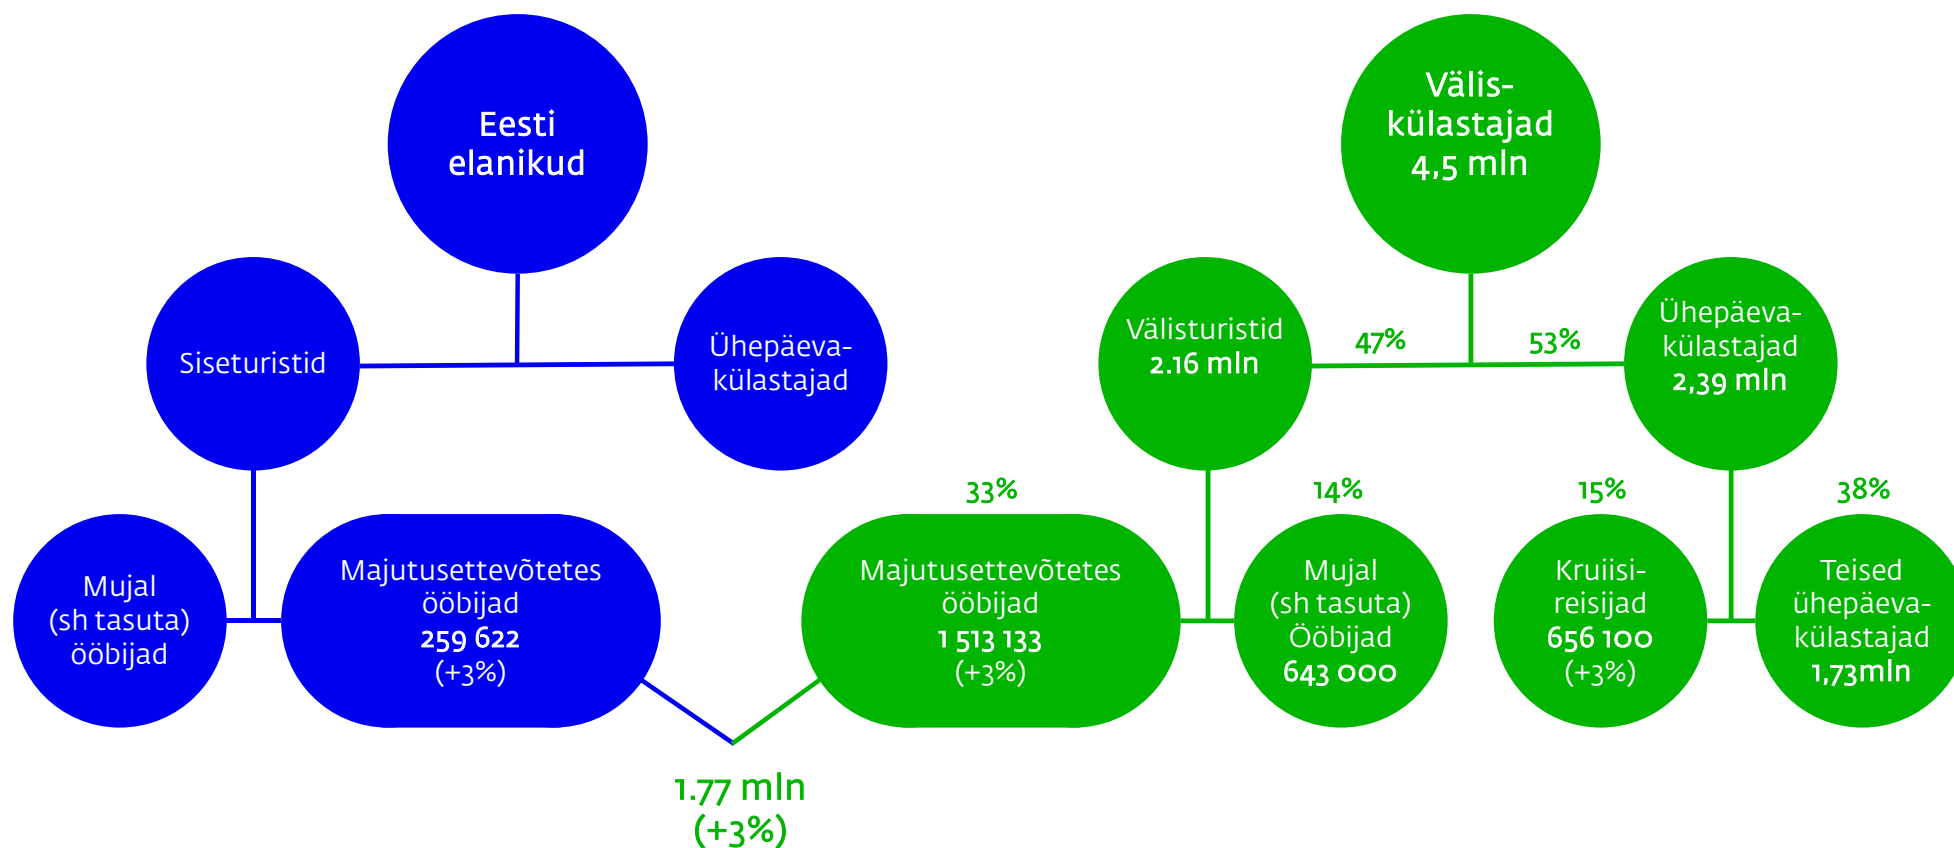 Eesti
elanikud
Välis-
külastajad
4,5 mln
Siseturistid
Ühepäeva-
külastajad
Välisturistid
2.16 mln
47%
53%
Ühepäeva-
külastajad
2,39 mln
33%
14%
15%
38%
Mujal
(sh tasuta)
ööbijad
Majutusettevõtetes
ööbijad
259 622
(+3%)
Majutusettevõtetes
ööbijad
1 513 133
(+3%)
Mujal
(sh tasuta)
Ööbijad
643 000
Kruiisi-
reisijad
656 100
(+3%)
Teised
ühepäeva-
külastajad
1,73mln
1.77 mln
(+3%)